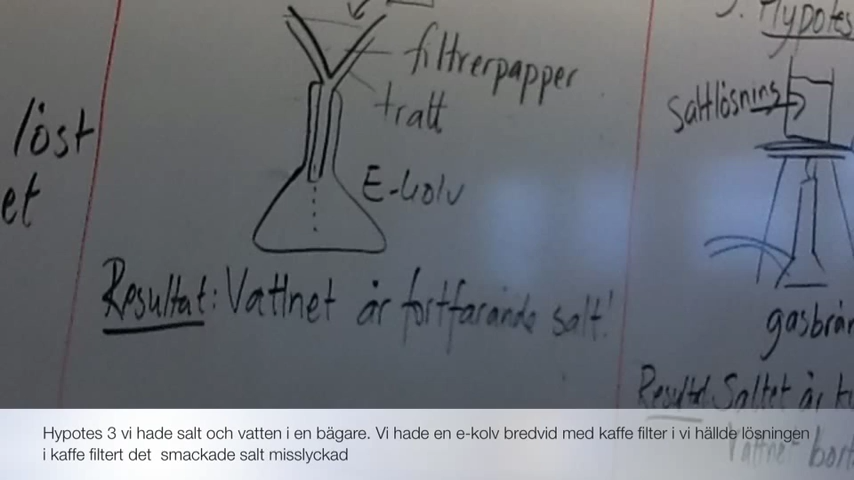 löst
et
filtrerpapper
tratt
E-kolv
Resultat: Vattnet är fortfarande salt!
3. Hypotes
Saltlösning
gasbrän
Resultat: Saltet är
Vattnet bort
Hypotes 3 vi hade salt och vatten i en bägare. Vi hade en e-kolv bredvid med kaffe filter i vi hällde lösningen
i kaffe filtert det smackade salt misslyckad